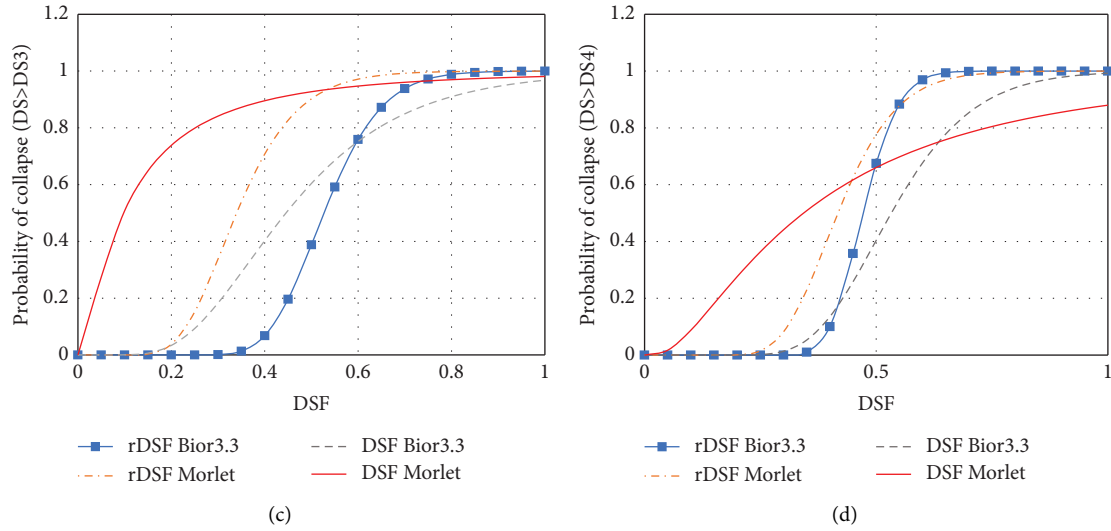 1.2
1
0.8
0.6
0.4
0.2
0
Probability of collapse (DS>DS3)
0 0.2 0.4 0.6 0.8 1
DSF
rDSF Bior3.3 DSF Bior3.3
rDSF Morlet DSF Morlet
(c)
1.2
1
0.8
0.6
0.4
0.2
0
Probability of collapse (DS>DS4)
0 0.5 1
DSF
rDSF Bior3.3 DSF Bior3.3
rDSF Morlet DSF Morlet
(d)